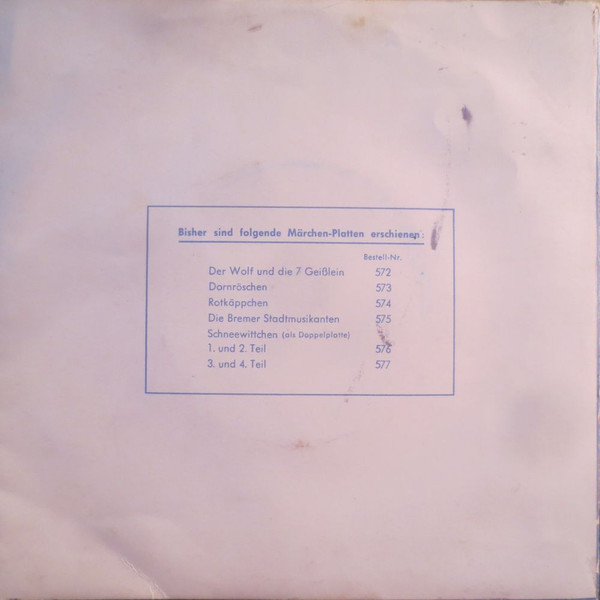 Bisher sind folgende Märchen-Platten erschienen:
Bestell-Nr.
Der Wolf und die 7 Geißlein 572
Dornröschen 573
Rotkäppchen 574
Die Bremer Stadtmusikanten 575
Schneewittchen (als Doppelplatte)
1. und 2. Teil 576
3. und 4. Teil 577